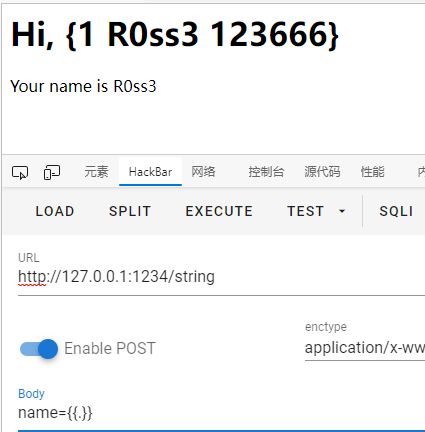 Hi, {1 R0ss3 123666}
Your name is R0ss3
元素 HackBar 网络 控制台 源代码 性能
LOAD SPLIT EXECUTE TEST SQLI
URL
http://127.0.0.1:1234/string
Enable POST
enctype
application/x-ww
Body
name={{.}}